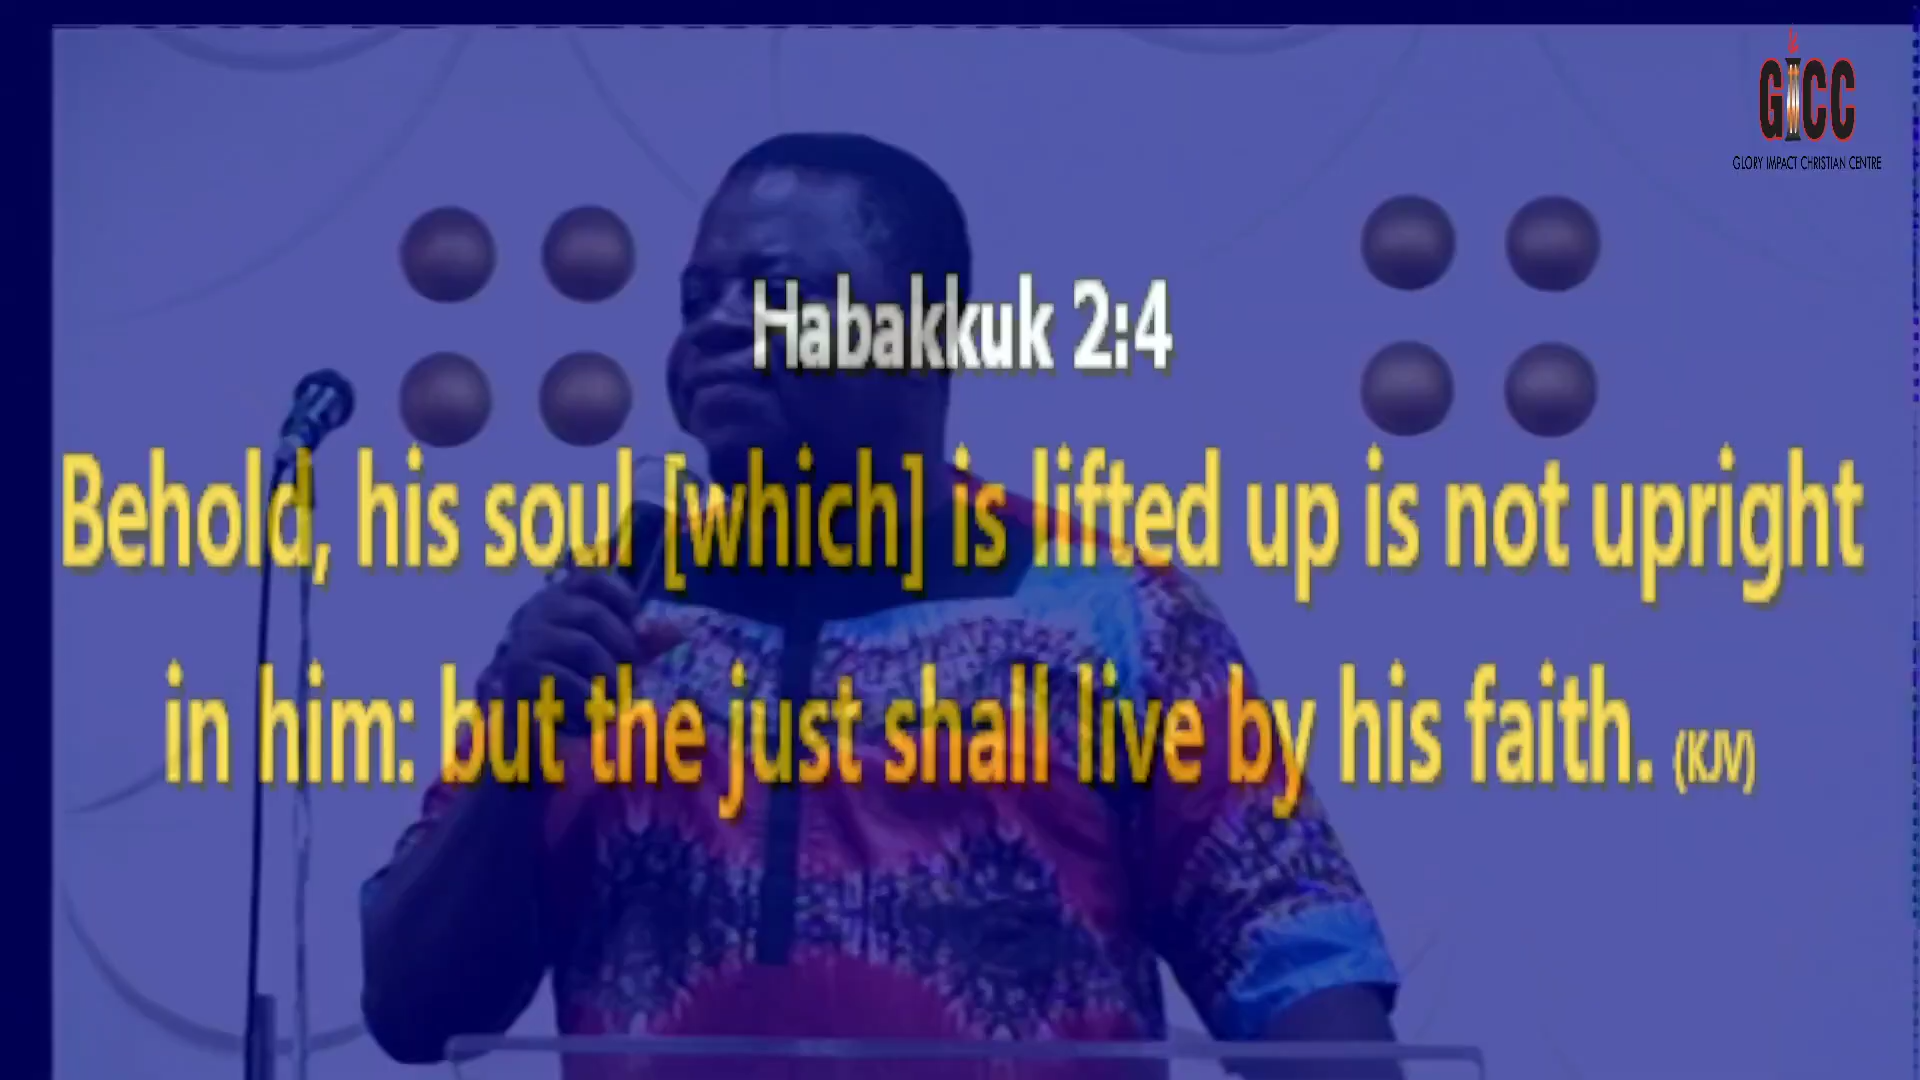 GICC
GLORY IMPACT CHRISTIAN CENTRE
Habakkuk 2:4
Behold, his soul [which] is lifted up is not upright
in him: but the just shall live by his faith. (KJV)